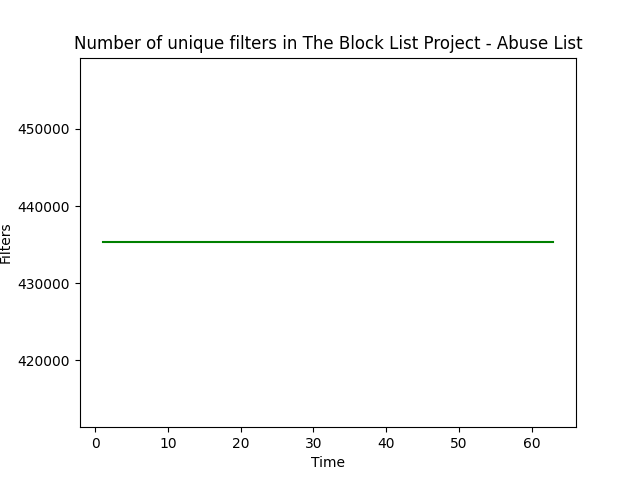 Number of unique filters in The Block List Project - Abuse List
450000
440000
430000
420000
Filters
0 10 20 30 40 50 60
Time